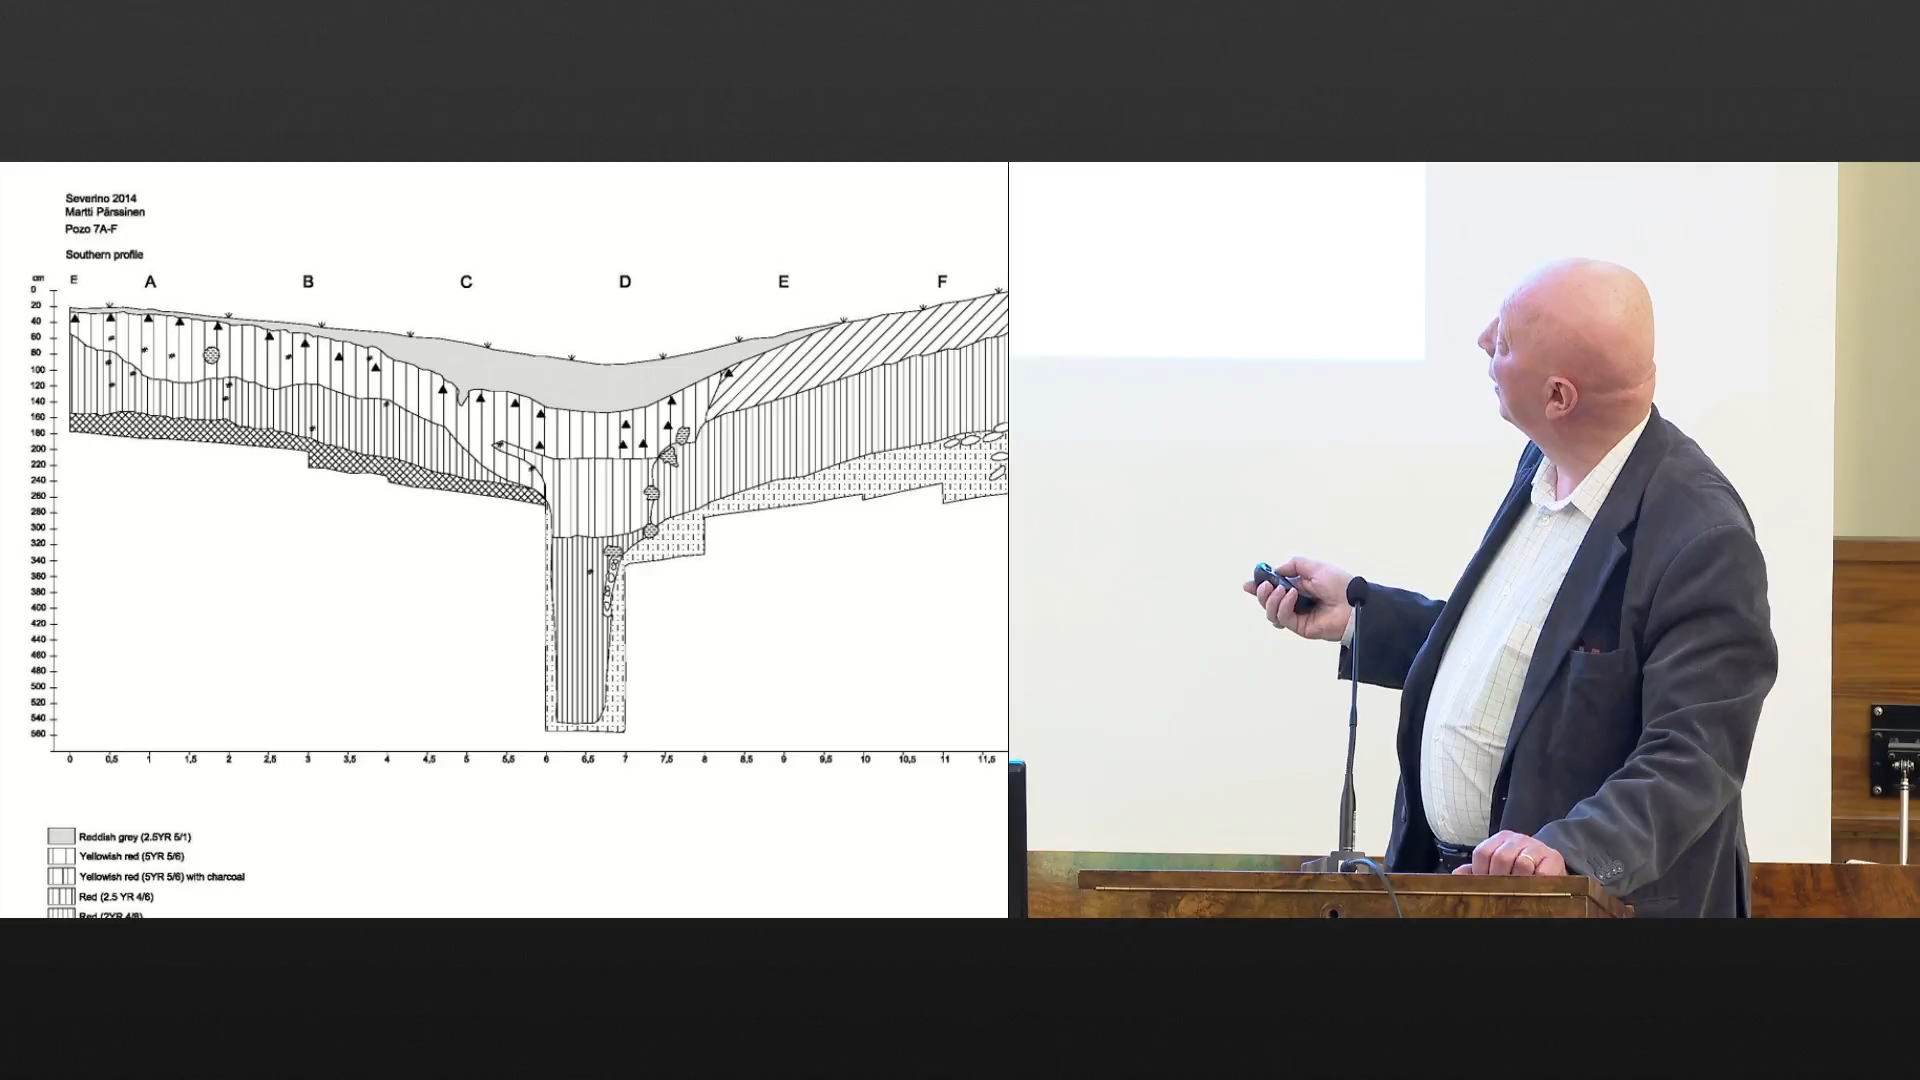 Severino 2014
Martti Pärssinen
Pozo 7A-F
Southern profile
cm E A B C D E F
0
20
40
60
80
100
120
140
160
180
200
220
240
260
280
300
320
340
360
380
400
420
440
460
480
500
520
540
560
0 0,5 1 1,5 2 2,5 3 3,5 4 4,5 5 5,5 6 6,5 7 7,5 8 8,5 9 9,5 10 10,5 11 11,5
Reddish grey (2.5YR 5/1)
Yellowish red (5YR 5/6)
Yellowish red (5YR 5/6) with charcoal
Red (2.5 YR 4/6)
Red (2YR 4/8)